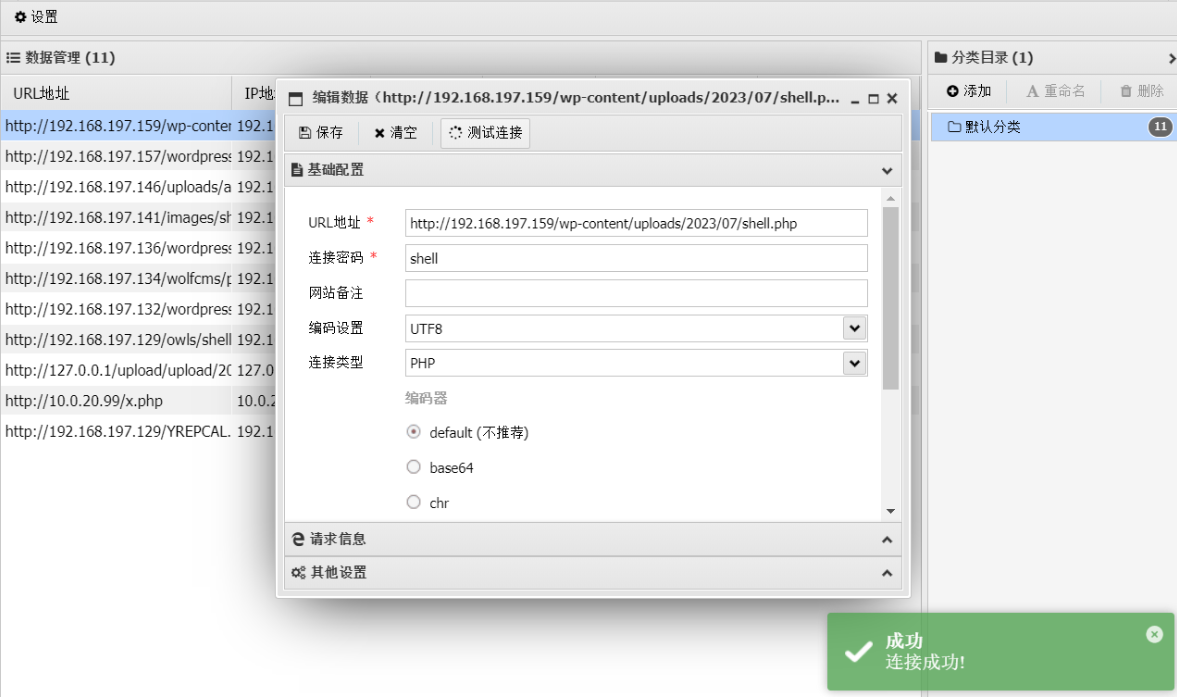 设置
数据管理 (11)
URL地址
IP地
http://192.168.197.159/wp-conten 192.1
http://192.168.197.157/wordpress 192.1
http://192.168.197.146/uploads/a 192.1
http://192.168.197.141/images/sh 192.1
http://192.168.197.136/wordpress 192.1
http://192.168.197.134/wolfcms/p 192.1
http://192.168.197.132/wordpress 192.1
http://192.168.197.129/owls/shell 192.1
http://127.0.0.1/upload/upload/20 127.0
http://10.0.20.99/x.php 10.0.2
http://192.168.197.129/YREPCAL. 192.1
编辑数据（http://192.168.197.159/wp-content/uploads/2023/07/shell.p...
保存 清空 测试连接
基础配置
URL地址 * http://192.168.197.159/wp-content/uploads/2023/07/shell.php
连接密码 * shell
网站备注
编码设置 UTF8
连接类型 PHP
编码器
default (不推荐)
base64
chr
请求信息
其他设置
分类目录 (1)
添加 重命名 删除
默认分类 11
成功
连接成功!